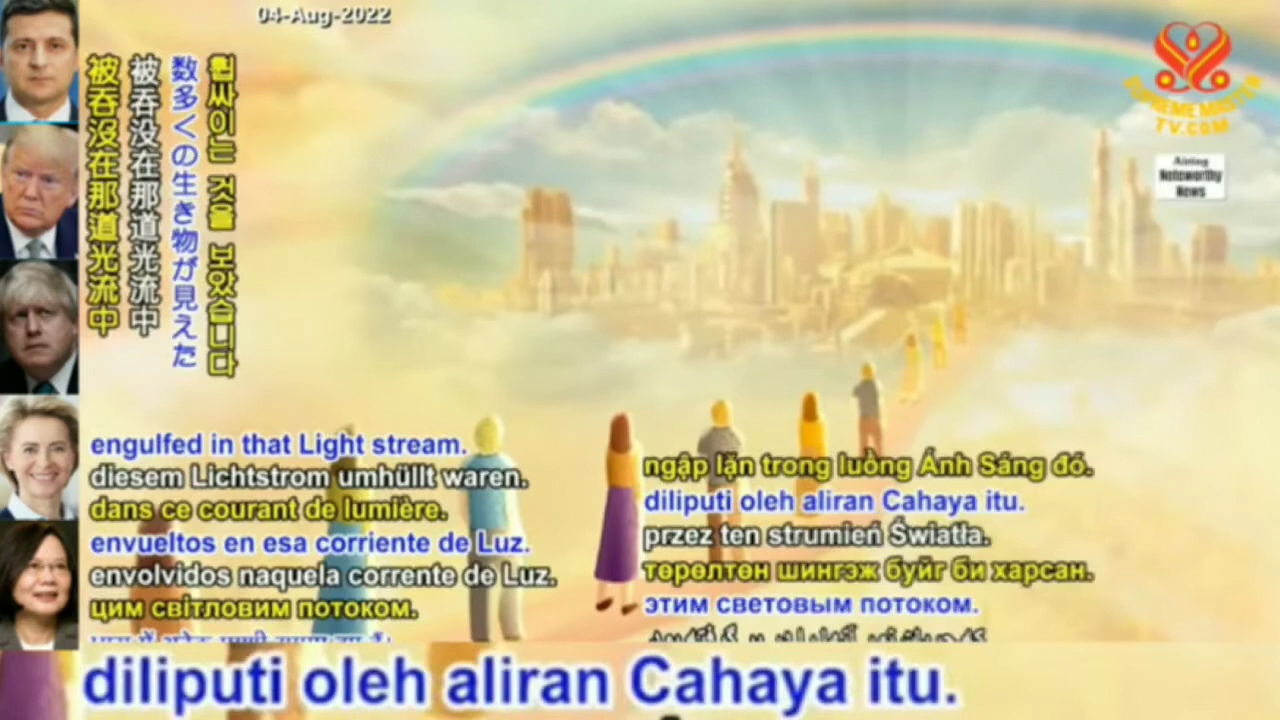 04-Aug-2022
SUPREME MASTER
TV.COM
Airing
Noteworthy
News
휩싸이는 것을 보았습니다
数多くの生き物が見えた
被吞没在那道光流中
被吞沒在那道光流中
engulfed in that Light stream.
diesem Lichtstrom umhüllt waren.
dans ce courant de lumière.
envueltos en esa corriente de Luz.
envolvidos naquela corrente de Luz.
цим світловим потоком.
ngập lặn trong luồng Ánh Sáng đó.
diliputi oleh aliran Cahaya itu.
przez ten strumień Światła.
төрөлтөн шингэж буйг би харсан.
этим световым потоком.
diliputi oleh aliran Cahaya itu.